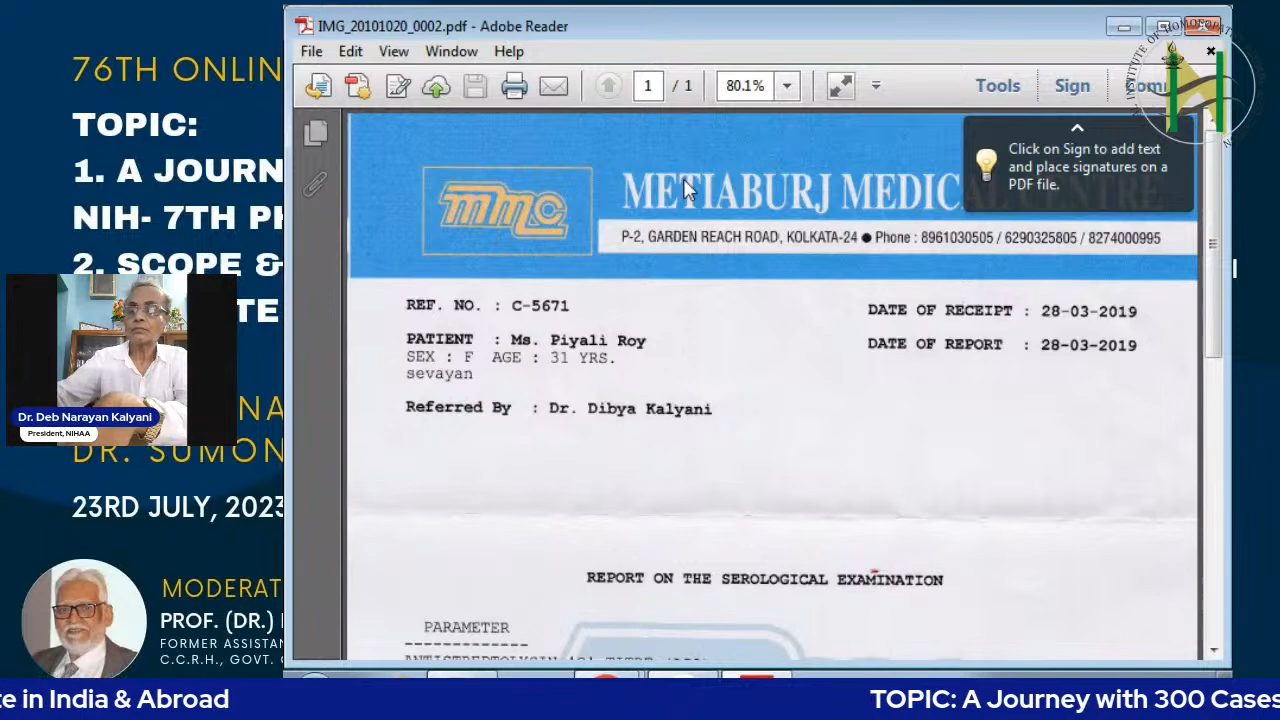 76TH ONLIN
TOPIC:
1. A JOURN
NIH- 7TH PH
2. SCOPE &
TE
NA
DR. SUMON
23RD JULY, 2023
MODERAT
PROF. (DR.)
FORMER ASSISTAN
C.C.R.H., GOVT.
Dr. Deb Narayan Kalyani
President, NIHAA
IMG_20101020_0002.pdf - Adobe Reader
File Edit View Window Help
1 / 1 80.1% Tools Sign Com
Click on Sign to add text
and place signatures on a
PDF file.
mmc
METIABURJ MEDICAL CENTRE
P-2, GARDEN REACH ROAD, KOLKATA-24 ● Phone : 8961030505 / 6290325805 / 8274000995
REF. NO. : C-5671
DATE OF RECEIPT : 28-03-2019
PATIENT : Ms. Piyali Roy
DATE OF REPORT : 28-03-2019
SEX : F AGE : 31 YRS.
sevayan
Referred By : Dr. Dibya Kalyani
REPORT ON THE SEROLOGICAL EXAMINATION
PARAMETER
te in India & Abroad
TOPIC: A Journey with 300 Cases